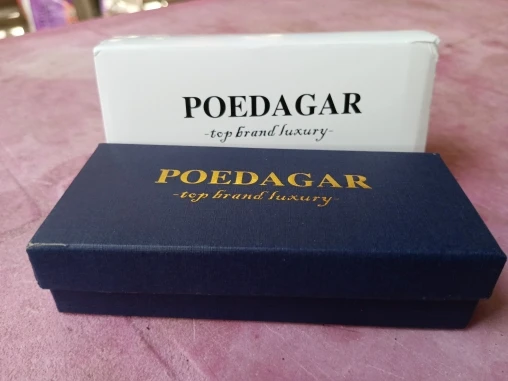 POEDAGAR
-top brand luxury-
POEDAGAR
-top brand luxury-